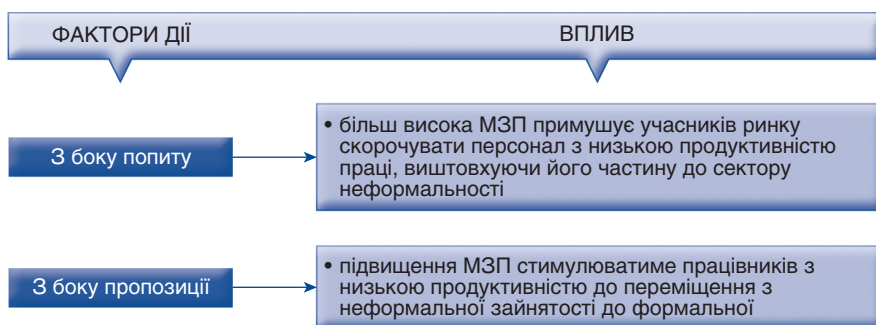 ФАКТОРИ ДІЇ
ВПЛИВ
З боку попиту
• більш висока МЗП примушує учасників ринку
скорочувати персонал з низькою продуктивністю
праці, виштовхуючи його частину до сектору
неформальності
З боку пропозиції
• підвищення МЗП стимулюватиме працівників з
низькою продуктивністю до переміщення з
неформальної зайнятості до формальної